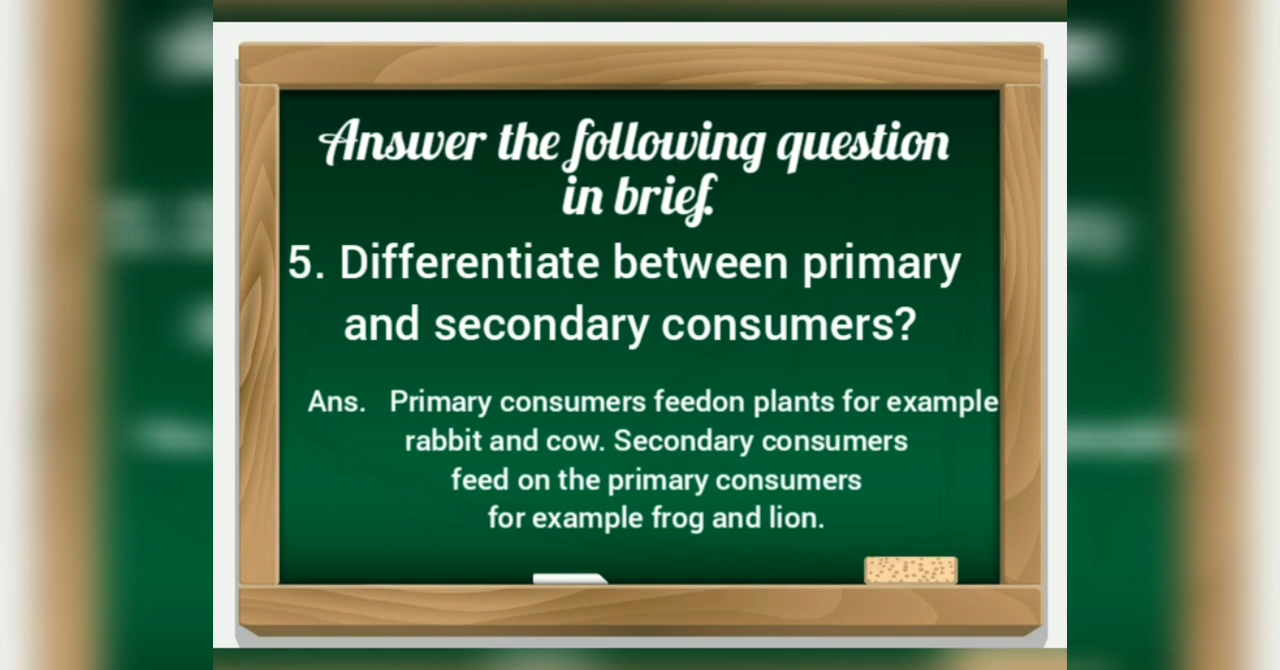 Answer the following question
in brief.
5. Differentiate between primary
and secondary consumers?
Ans. Primary consumers feedon plants for example
rabbit and cow. Secondary consumers
feed on the primary consumers
for example frog and lion.